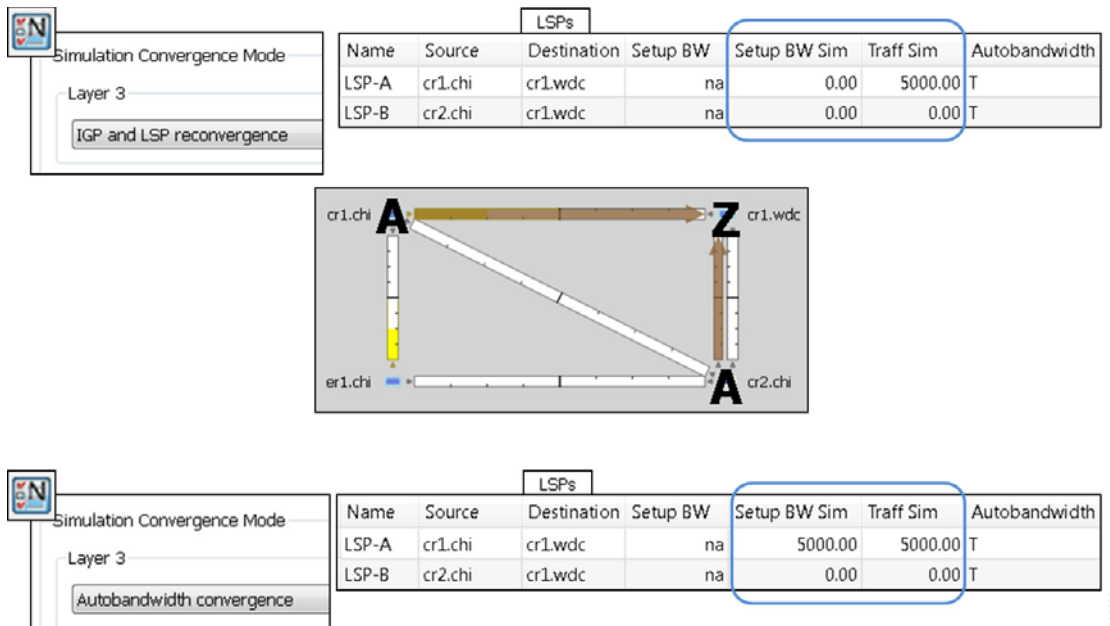 N
LSPs
Simulation Convergence Mode
Layer 3
IGP and LSP reconvergence
Name Source Destination Setup BW Setup BW Sim Traff Sim Autobandwidth
LSP-A cr1.chi cr1.wdc na 0.00 5000.00 T
LSP-B cr2.chi cr1.wdc na 0.00 0.00 T
cr1.chi A Z cr1.wdc
er1.chi A cr2.chi
N
LSPs
Simulation Convergence Mode
Layer 3
Autobandwidth convergence
Name Source Destination Setup BW Setup BW Sim Traff Sim Autobandwidth
LSP-A cr1.chi cr1.wdc na 5000.00 5000.00 T
LSP-B cr2.chi cr1.wdc na 0.00 0.00 T